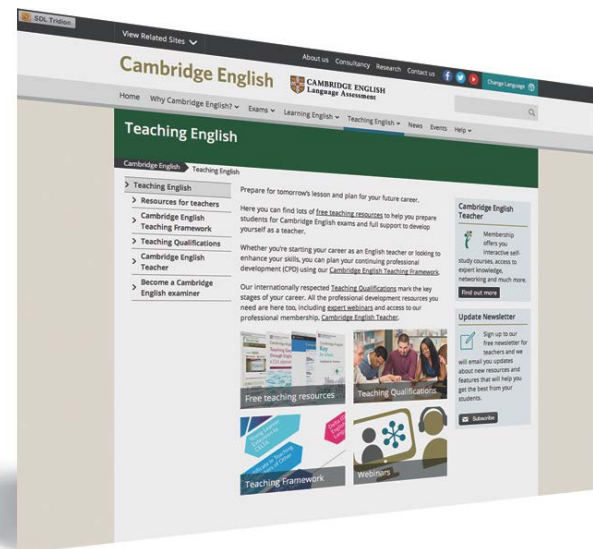 SDL Tridion
View Related Sites
About us Consultancy Research Contact us
Change Language
Cambridge English
CAMBRIDGE ENGLISH
Language Assessment
Home Why Cambridge English? Exams Learning English Teaching English News Events Help
Teaching English
Cambridge English Teaching English
Teaching English
Resources for teachers
Cambridge English
Teaching Framework
Teaching Qualifications
Cambridge English
Teacher
Become a Cambridge
English examiner
Prepare for tomorrow's lesson and plan for your future career.
Here you can find lots of free teaching resources to help you prepare
students for Cambridge English exams and full support to develop
yourself as a teacher.
Whether you're starting your career as an English teacher or looking to
enhance your skills, you can plan your continuing professional
development (CPD) using our Cambridge English Teaching Framework.
Our internationally respected Teaching Qualifications mark the key
stages of your career. All the professional development resources you
need are here too, including expert webinars and access to our
professional membership, Cambridge English Teacher.
Free teaching resources
Teaching Qualifications
Teaching Framework
Webinars
Cambridge English
Teacher
Membership
offers you
interactive self-
study courses, access to
expert knowledge,
networking and much more.
Find out more
Update Newsletter
Sign up to our
free newsletter for
teachers and we
will email you updates
about new resources and
features that will help you
get the best from your
students.
Subscribe